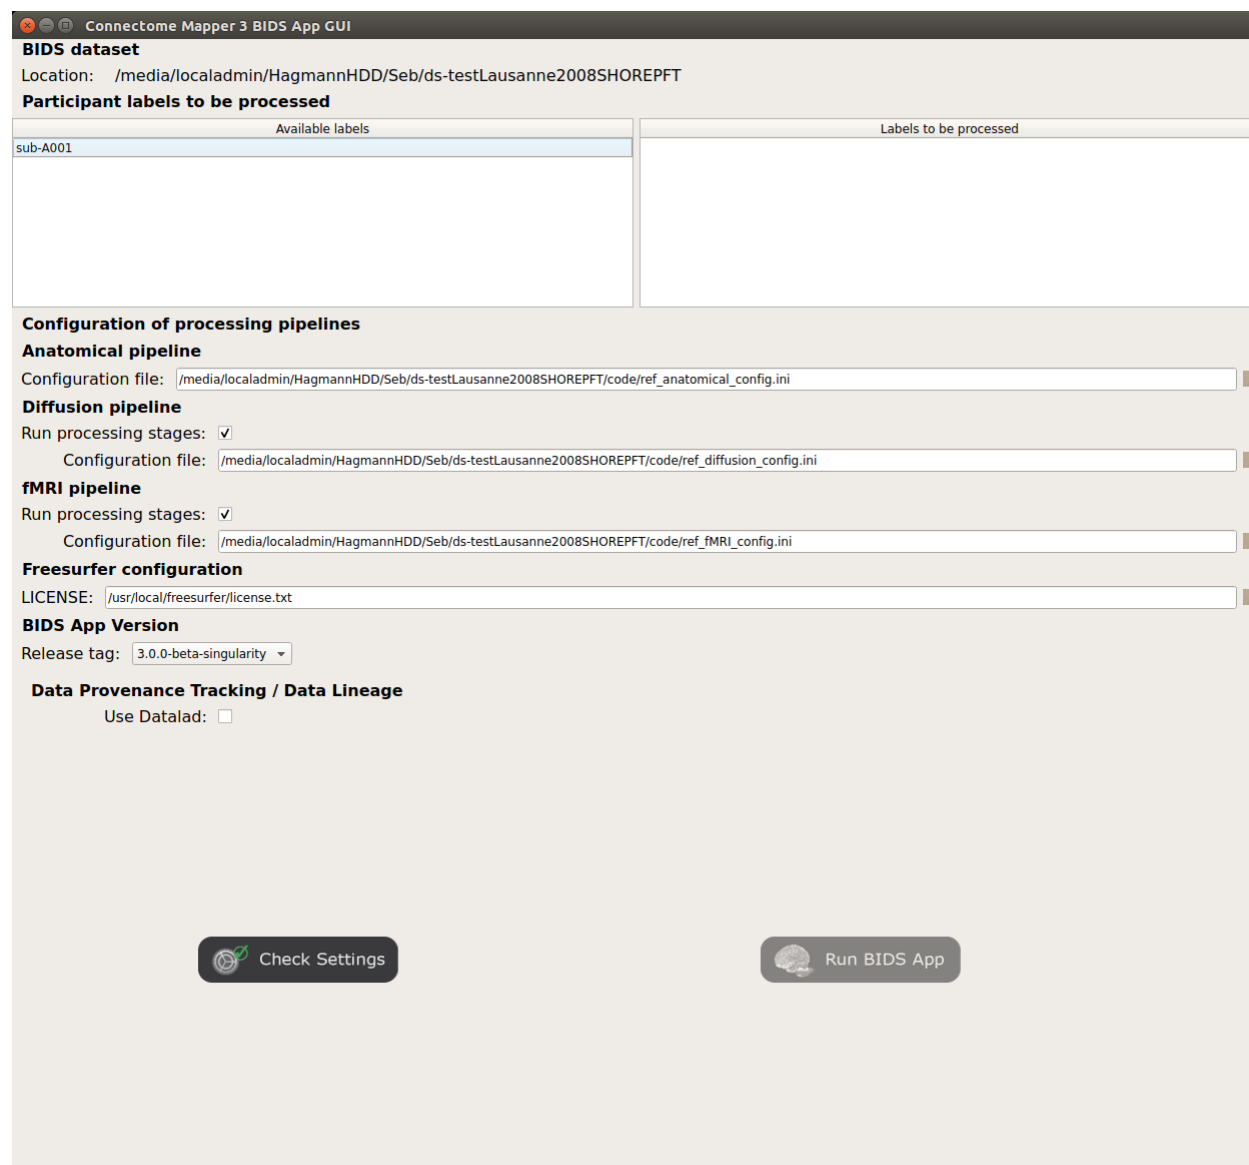 Connectome Mapper 3 BIDS App GUI
BIDS dataset
Location: /media/localadmin/HagmannHDD/Seb/ds-testLausanne2008SHOREPFT
Participant labels to be processed
Available labels
Labels to be processed
sub-A001
Configuration of processing pipelines
Anatomical pipeline
Configuration file: /media/localadmin/HagmannHDD/Seb/ds-testLausanne2008SHOREPFT/code/ref_anatomical_config.ini
Diffusion pipeline
Run processing stages:
Configuration file: /media/localadmin/HagmannHDD/Seb/ds-testLausanne2008SHOREPFT/code/ref_diffusion_config.ini
fMRI pipeline
Run processing stages:
Configuration file: /media/localadmin/HagmannHDD/Seb/ds-testLausanne2008SHOREPFT/code/ref_fMRI_config.ini
Freesurfer configuration
LICENSE: /usr/local/freesurfer/license.txt
BIDS App Version
Release tag: 3.0.0-beta-singularity
Data Provenance Tracking / Data Lineage
Use Datalad:
Check Settings
Run BIDS App